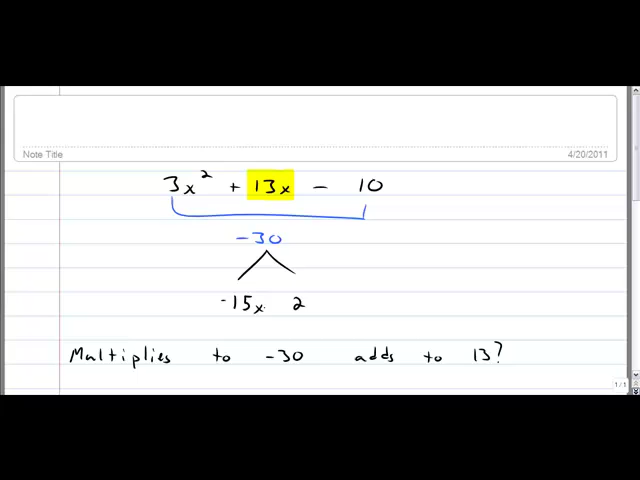 Note Title
4/20/2011
3x² + 13x - 10
-30
-15x 2
Multiplies to -30 adds to 13?
1/1